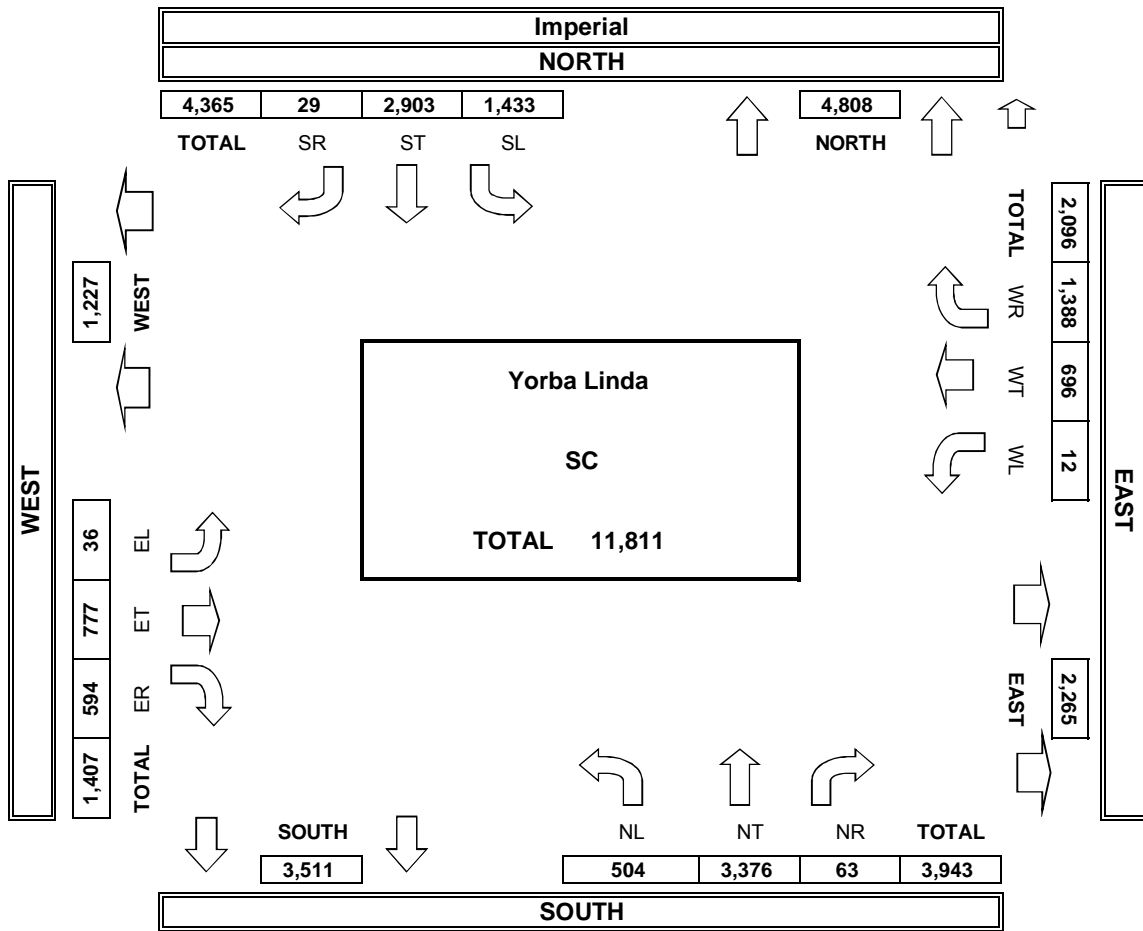 Imperial
NORTH
4,365 29 2,903 1,433
TOTAL SR ST SL
4,808
NORTH
WEST
1,227
WEST
36 EL
777 ET
594 ER
1,407 TOTAL
Yorba Linda
SC
TOTAL 11,811
TOTAL 2,096
WR 1,388
WT 696
WL 12
EAST
EAST 2,265
SOUTH
3,511
NL NT NR TOTAL
504 3,376 63 3,943
SOUTH